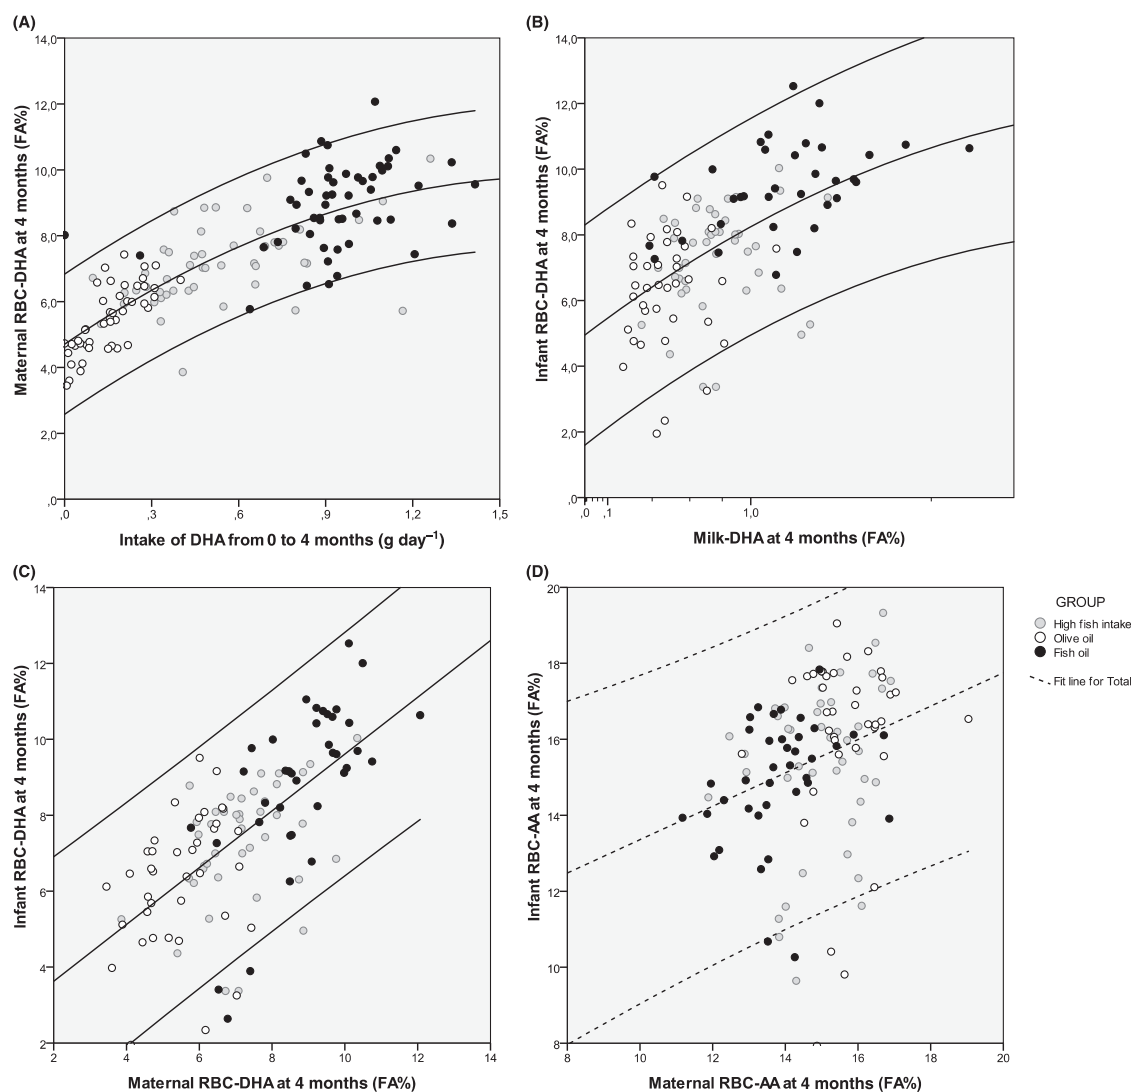 (A)
14,0
12,0
10,0
8,0
6,0
4,0
2,0
,0
Maternal RBC-DHA at 4 months (FA%)
,0 ,3 ,6 ,9 1,2 1,5
Intake of DHA from 0 to 4 months (g day⁻¹)
(B)
14,0
12,0
10,0
8,0
6,0
4,0
2,0
,0
Infant RBC-DHA at 4 months (FA%)
,0 ,1 1,0
Milk-DHA at 4 months (FA%)
(C)
14
12
10
8
6
4
2
Infant RBC-DHA at 4 months (FA%)
2 4 6 8 10 12 14
Maternal RBC-DHA at 4 months (FA%)
(D)
20
18
16
14
12
10
8
Infant RBC-AA at 4 months (FA%)
8 10 12 14 16 18 20
Maternal RBC-AA at 4 months (FA%)
GROUP
High fish intake
Olive oil
Fish oil
Fit line for Total